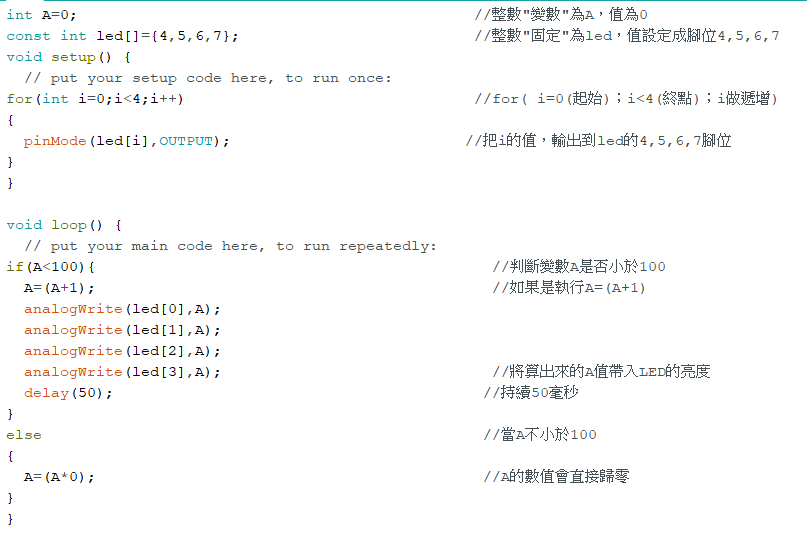 int A=0; //整數"變數"為A，值為0
const int led[]={4,5,6,7}; //整數"固定"為led，值設定成腳位4,5,6,7
void setup() {
// put your setup code here, to run once:
for(int i=0;i<4;i++) //for( i=0(起始)；i<4(終點)；i做遞增)
{
pinMode(led[i],OUTPUT); //把i的值，輸出到led的4,5,6,7腳位
}
}
void loop() {
// put your main code here, to run repeatedly:
if(A<100){ //判斷變數A是否小於100
A=(A+1); //如果是執行A=(A+1)
analogWrite(led[0],A);
analogWrite(led[1],A);
analogWrite(led[2],A);
analogWrite(led[3],A); //將算出來的A值帶入LED的亮度
delay(50); //持續50毫秒
}
else //當A不小於100
{
A=(A*0); //A的數值會直接歸零
}
}